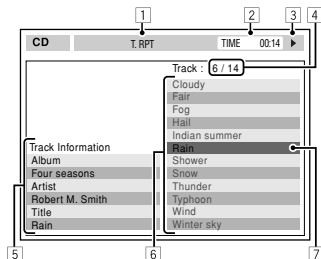 1 2 3 4
CD T. RPT TIME 00:14
Track : 6 / 14
Cloudy
Fair
Fog
Hail
Indian summer
Rain
Shower
Snow
Thunder
Typhoon
Wind
Winter sky
Track Information
Album
Four seasons
Artist
Robert M. Smith
Title
Rain
5 6 7